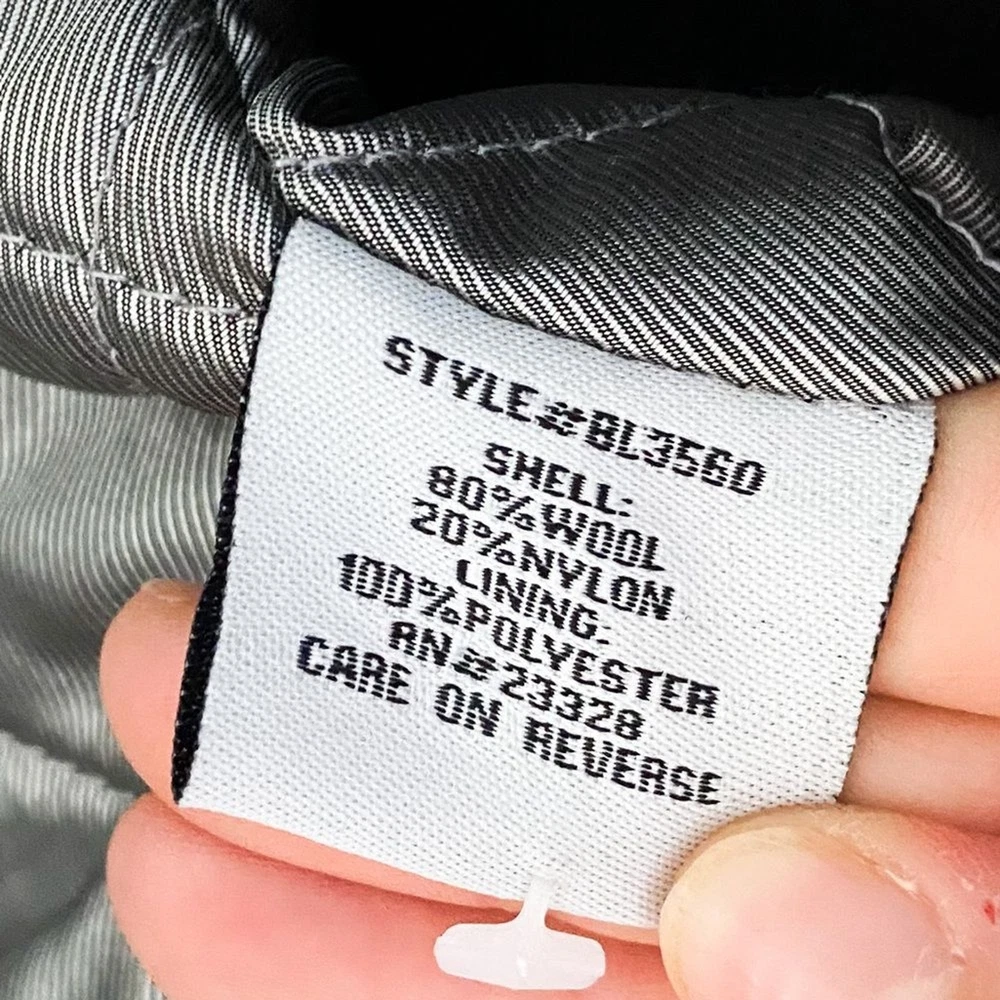 STYLE#BL3560
SHELL:
80%WOOL
20%NYLON
LINING:
100%POLYESTER
RN#23328
CARE ON REVERSE